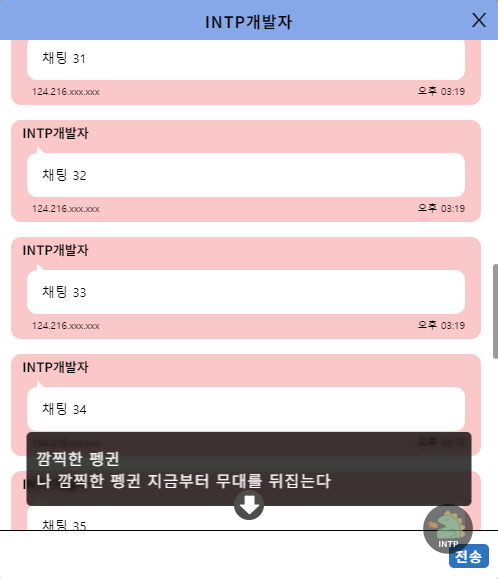 INTP개발자
X
채팅 31
124.216.xxx.xxx
오후 03:19
INTP개발자
채팅 32
124.216.xxx.xxx
오후 03:19
INTP개발자
채팅 33
124.216.xxx.xxx
오후 03:19
INTP개발자
채팅 34
깜찍한 펭귄
나 깜찍한 펭귄 지금부터 무대를 뒤집는다
채팅 35
INTP
전송